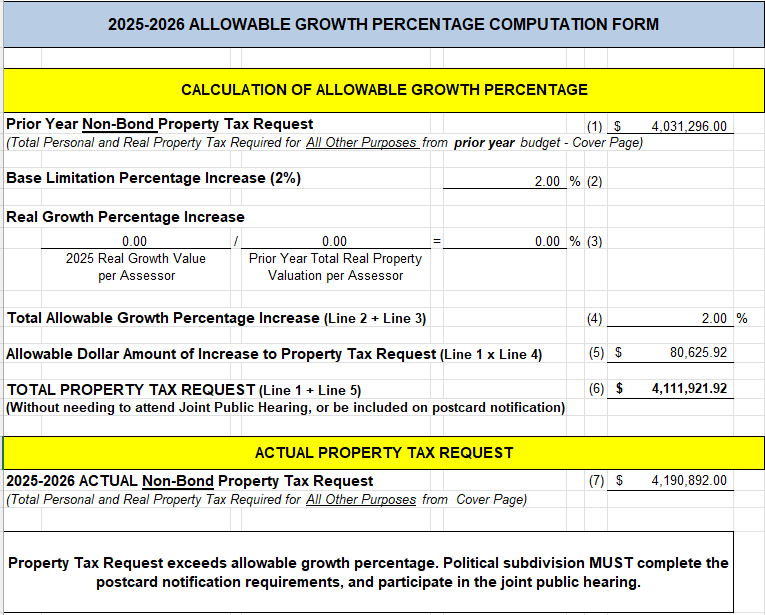 2025-2026 ALLOWABLE GROWTH PERCENTAGE COMPUTATION FORM
CALCULATION OF ALLOWABLE GROWTH PERCENTAGE
Prior Year Non-Bond Property Tax Request (1) $ 4,031,296.00
(Total Personal and Real Property Tax Required for All Other Purposes from prior year budget - Cover Page)
Base Limitation Percentage Increase (2%) 2.00 % (2)
Real Growth Percentage Increase
0.00 / 0.00 = 0.00 % (3)
2025 Real Growth Value Prior Year Total Real Property
per Assessor Valuation per Assessor
Total Allowable Growth Percentage Increase (Line 2 + Line 3) (4) 2.00 %
Allowable Dollar Amount of Increase to Property Tax Request (Line 1 x Line 4) (5) $ 80,625.92
TOTAL PROPERTY TAX REQUEST (Line 1 + Line 5) (6) $ 4,111,921.92
(Without needing to attend Joint Public Hearing, or be included on postcard notification)
ACTUAL PROPERTY TAX REQUEST
2025-2026 ACTUAL Non-Bond Property Tax Request (7) $ 4,190,892.00
(Total Personal and Real Property Tax Required for All Other Purposes from Cover Page)
Property Tax Request exceeds allowable growth percentage. Political subdivision MUST complete the
postcard notification requirements, and participate in the joint public hearing.